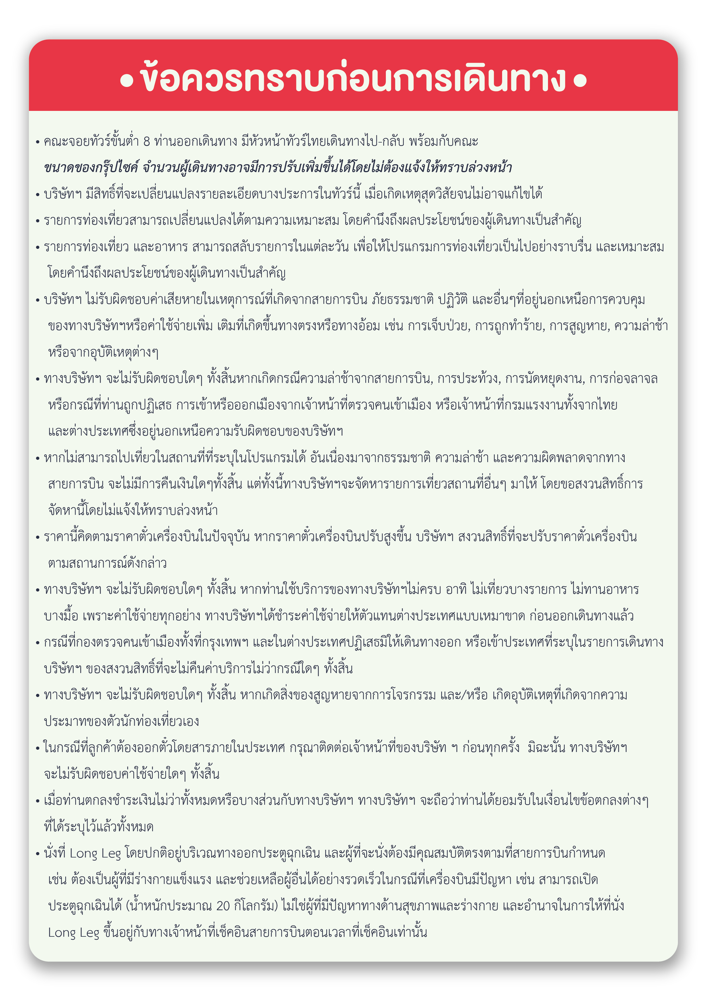 • ข้อควรทราบก่อนการเดินทาง •
• คณะจอยทัวร์ขั้นต่ำ 8 ท่านออกเดินทาง มีหัวหน้าทัวร์ไทยเดินทางไป-กลับ พร้อมกับคณะ
ขนาดของกรุ๊ปไซค์ จำนวนผู้เดินทางอาจมีการปรับเพิ่มขึ้นได้โดยไม่ต้องแจ้งให้ทราบล่วงหน้า
• บริษัทฯ มีสิทธิ์ที่จะเปลี่ยนแปลงรายละเอียดบางประการในทัวร์นี้ เมื่อเกิดเหตุสุดวิสัยจนไม่อาจแก้ไขได้
• รายการท่องเที่ยวสามารถเปลี่ยนแปลงได้ตามความเหมาะสม โดยคำนึงถึงผลประโยชน์ของผู้เดินทางเป็นสำคัญ
• รายการท่องเที่ยว และอาหาร สามารถสลับรายการในแต่ละวัน เพื่อให้โปรแกรมการท่องเที่ยวเป็นไปอย่างราบรื่น และเหมาะสม
โดยคำนึงถึงผลประโยชน์ของผู้เดินทางเป็นสำคัญ
• บริษัทฯ ไม่รับผิดชอบค่าเสียหายในเหตุการณ์ที่เกิดจากสายการบิน ภัยธรรมชาติ ปฏิวัติ และอื่นๆที่อยู่นอกเหนือการควบคุม
ของทางบริษัทฯหรือค่าใช้จ่ายเพิ่ม เติมที่เกิดขึ้นทางตรงหรือทางอ้อม เช่น การเจ็บป่วย, การถูกทำร้าย, การสูญหาย, ความล่าช้า
หรือจากอุบัติเหตุต่างๆ
• ทางบริษัทฯ จะไม่รับผิดชอบใดๆ ทั้งสิ้นหากเกิดกรณีความล่าช้าจากสายการบิน, การประท้วง, การนัดหยุดงาน, การก่อจลาจล
หรือกรณีที่ท่านถูกปฏิเสธ การเข้าหรือออกเมืองจากเจ้าหน้าที่ตรวจคนเข้าเมือง หรือเจ้าหน้าที่กรมแรงงานทั้งจากไทย
และต่างประเทศซึ่งอยู่นอกเหนือความรับผิดชอบของบริษัทฯ
• หากไม่สามารถไปเที่ยวในสถานที่ที่ระบุในโปรแกรมได้ อันเนื่องมาจากธรรมชาติ ความล่าช้า และความผิดพลาดจากทาง
สายการบิน จะไม่มีการคืนเงินใดๆทั้งสิ้น แต่ทั้งนี้ทางบริษัทฯจะจัดหารายการเที่ยวสถานที่อื่นๆ มาให้ โดยขอสงวนสิทธิ์การ
จัดหานี้โดยไม่แจ้งให้ทราบล่วงหน้า
• ราคานี้คิดตามราคาตั๋วเครื่องบินในปัจจุบัน หากราคาตั๋วเครื่องบินปรับสูงขึ้น บริษัทฯ สงวนสิทธิ์ที่จะปรับราคาตั๋วเครื่องบิน
ตามสถานการณ์ดังกล่าว
• ทางบริษัทฯ จะไม่รับผิดชอบใดๆ ทั้งสิ้น หากท่านใช้บริการของทางบริษัทฯไม่ครบ อาทิ ไม่เที่ยวบางรายการ ไม่ทานอาหาร
บางมื้อ เพราะค่าใช้จ่ายทุกอย่าง ทางบริษัทฯได้ชำระค่าใช้จ่ายให้ตัวแทนต่างประเทศแบบเหมาขาด ก่อนออกเดินทางแล้ว
• กรณีที่กองตรวจคนเข้าเมืองทั้งที่กรุงเทพฯ และในต่างประเทศปฏิเสธมิให้เดินทางออก หรือเข้าประเทศที่ระบุในรายการเดินทาง
บริษัทฯ ของสงวนสิทธิ์ที่จะไม่คืนค่าบริการไม่ว่ากรณีใดๆ ทั้งสิ้น
• ทางบริษัทฯ จะไม่รับผิดชอบใดๆ ทั้งสิ้น หากเกิดสิ่งของสูญหายจากการโจรกรรม และ/หรือ เกิดอุบัติเหตุที่เกิดจากความ
ประมาทของตัวนักท่องเที่ยวเอง
• ในกรณีที่ลูกค้าต้องออกตั๋วโดยสารภายในประเทศ กรุณาติดต่อเจ้าหน้าที่ของบริษัท ฯ ก่อนทุกครั้ง มิฉะนั้น ทางบริษัทฯ
จะไม่รับผิดชอบค่าใช้จ่ายใดๆ ทั้งสิ้น
• เมื่อท่านตกลงชำระเงินไม่ว่าทั้งหมดหรือบางส่วนกับทางบริษัทฯ ทางบริษัทฯ จะถือว่าท่านได้ยอมรับในเงื่อนไขข้อตกลงต่างๆ
ที่ได้ระบุไว้แล้วทั้งหมด
• นั่งที่ Long Leg โดยปกติอยู่บริเวณทางออกประตูฉุกเฉิน และผู้ที่จะนั่งต้องมีคุณสมบัติตรงตามที่สายการบินกำหนด
เช่น ต้องเป็นผู้ที่มีร่างกายแข็งแรง และช่วยเหลือผู้อื่นได้อย่างรวดเร็วในกรณีที่เครื่องบินมีปัญหา เช่น สามารถเปิด
ประตูฉุกเฉินได้ (น้ำหนักประมาณ 20 กิโลกรัม) ไม่ใช่ผู้ที่มีปัญหาทางด้านสุขภาพและร่างกาย และอำนาจในการให้ที่นั่ง
Long Leg ขึ้นอยู่กับทางเจ้าหน้าที่เช็คอินสายการบินตอนเวลาที่เช็คอินเท่านั้น